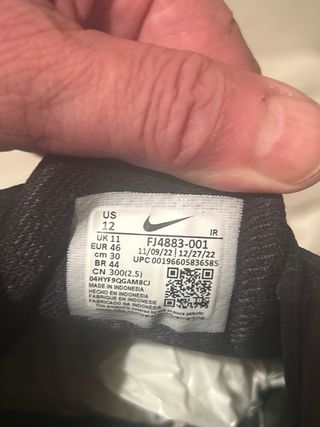 US
12
IR
UK 11
EUR 46
cm 30
BR 44
CN 300(2.5)
FJ4883-001
11/09/22 | 12/27/22
UPC 00196605836585
04HYF9QGAM8CJ
MADE IN INDONESIA
HECHO EN INDONESIA
FABRIQUE EN INDONESIE
FABRICADO NA INDONESIA